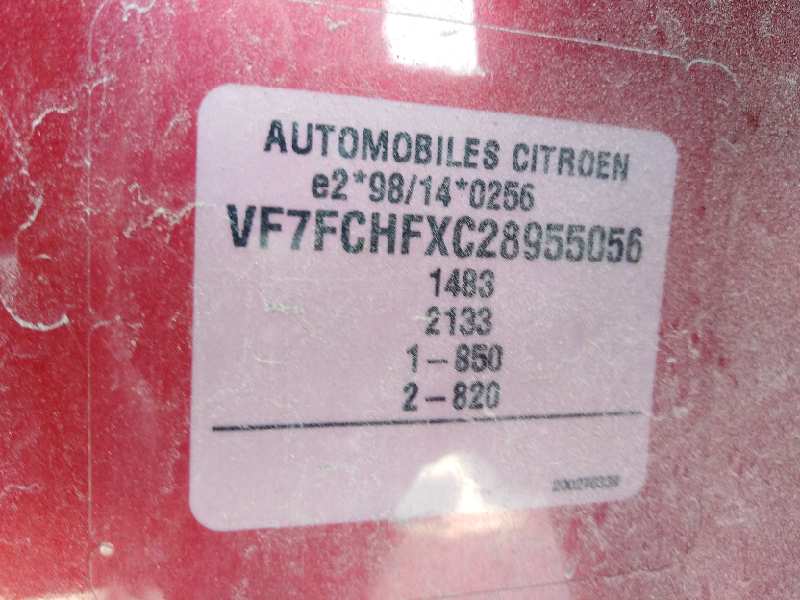 AUTOMOBILES CITROEN
e2*98/14*0256
VF7FCHFXC28955056
1483
2133
1-850
2-820